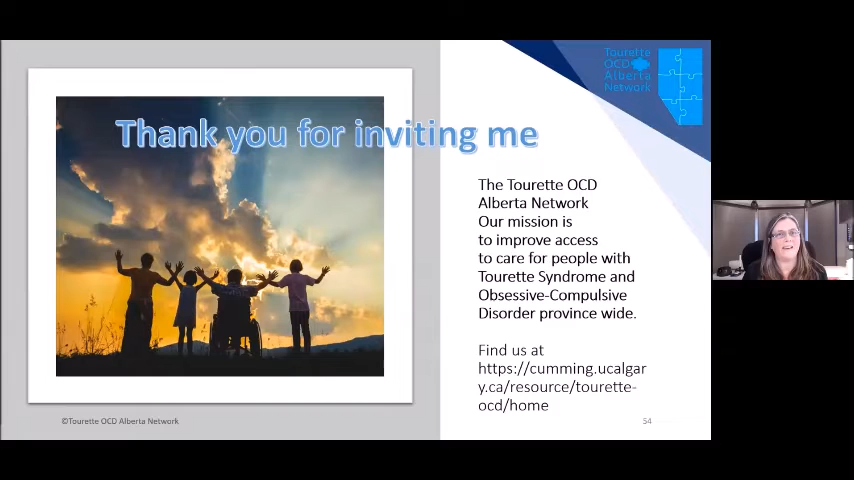 Tourette
OCD
Alberta
Network
Thank you for inviting me
The Tourette OCD
Alberta Network
Our mission is
to improve access
to care for people with
Tourette Syndrome and
Obsessive-Compulsive
Disorder province wide.
Find us at
https://cumming.ucalgar
y.ca/resource/tourette-
ocd/home
©Tourette OCD Alberta Network
54